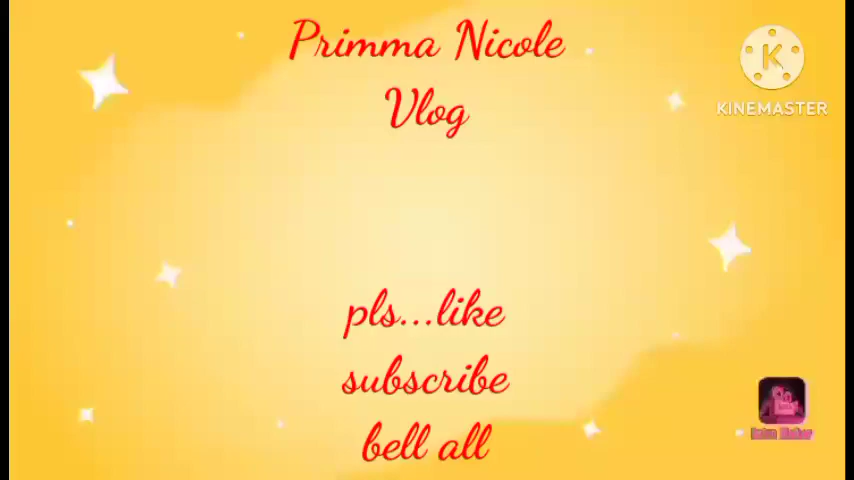 Primma Nicole
Vlog
KINEMASTER
pls...like
subscribe
bell all